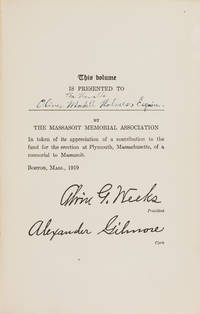 This volume
IS PRESENTED TO
The Honorable
Oliver Wendell Holmes, Esquire.
BY
THE MASSASOIT MEMORIAL ASSOCIATION
In token of its appreciation of a contribution to the
fund for the erection at Plymouth, Massachusetts, of a
memorial to Massasoit.
BOSTON, MASS., 1919
Alvin G. Weeks
President
Alexander Gilmore
Clerk